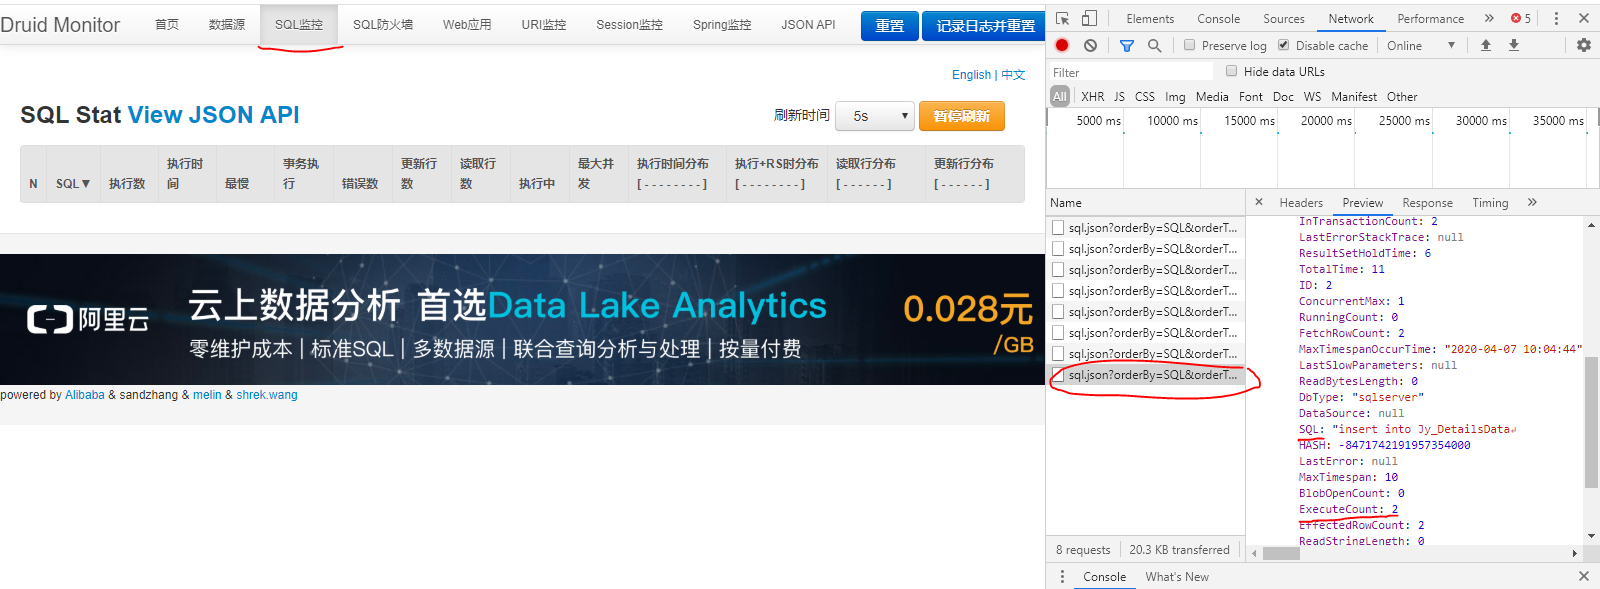 Druid Monitor 首页 数据源 SQL监控 SQL防火墙 Web应用 URI监控 Session监控 Spring监控 JSON API 重置 记录日志并重置
English | 中文
SQL Stat View JSON API 刷新时间 5s 暂停刷新
N SQL▼ 执行数 执行时间 最慢 事务执行 错误数 更新行数 读取行数 执行中 最大并发 执行时间分布 [ - - - - - - - - ] 执行+RS时分布 [ - - - - - - - - ] 读取行分布 [ - - - - - - ] 更新行分布 [ - - - - - - ]
阿里云
云上数据分析 首选Data Lake Analytics
零维护成本 | 标准SQL | 多数据源 | 联合查询分析与处理 | 按量付费
0.028元
/GB
powered by Alibaba & sandzhang & melin & shrek.wang
Elements Console Sources Network Performance » 5
Preserve log Disable cache Online ▼
Filter Hide data URLs
All XHR JS CSS Img Media Font Doc WS Manifest Other
5000 ms 10000 ms 15000 ms 20000 ms 25000 ms 30000 ms 35000 ms
Name
sql.json?orderBy=SQL&orderT...
sql.json?orderBy=SQL&orderT...
sql.json?orderBy=SQL&orderT...
sql.json?orderBy=SQL&orderT...
sql.json?orderBy=SQL&orderT...
sql.json?orderBy=SQL&orderT...
sql.json?orderBy=SQL&orderT...
sql.json?orderBy=SQL&orderT...
8 requests 20.3 KB transferred
× Headers Preview Response Timing »
InTransactionCount: 2
LastErrorStackTrace: null
ResultSetHoldTime: 6
TotalTime: 11
ID: 2
ConcurrentMax: 1
RunningCount: 0
FetchRowCount: 2
MaxTimespanOccurTime: "2020-04-07 10:04:44"
LastSlowParameters: null
ReadBytesLength: 0
DbType: "sqlserver"
DataSource: null
SQL: "insert into Jy_DetailsData↵
HASH: -8471742191957354000
LastError: null
MaxTimespan: 10
BlobOpenCount: 0
ExecuteCount: 2
EffectedRowCount: 2
ReadStringLength: 0
Console What's New